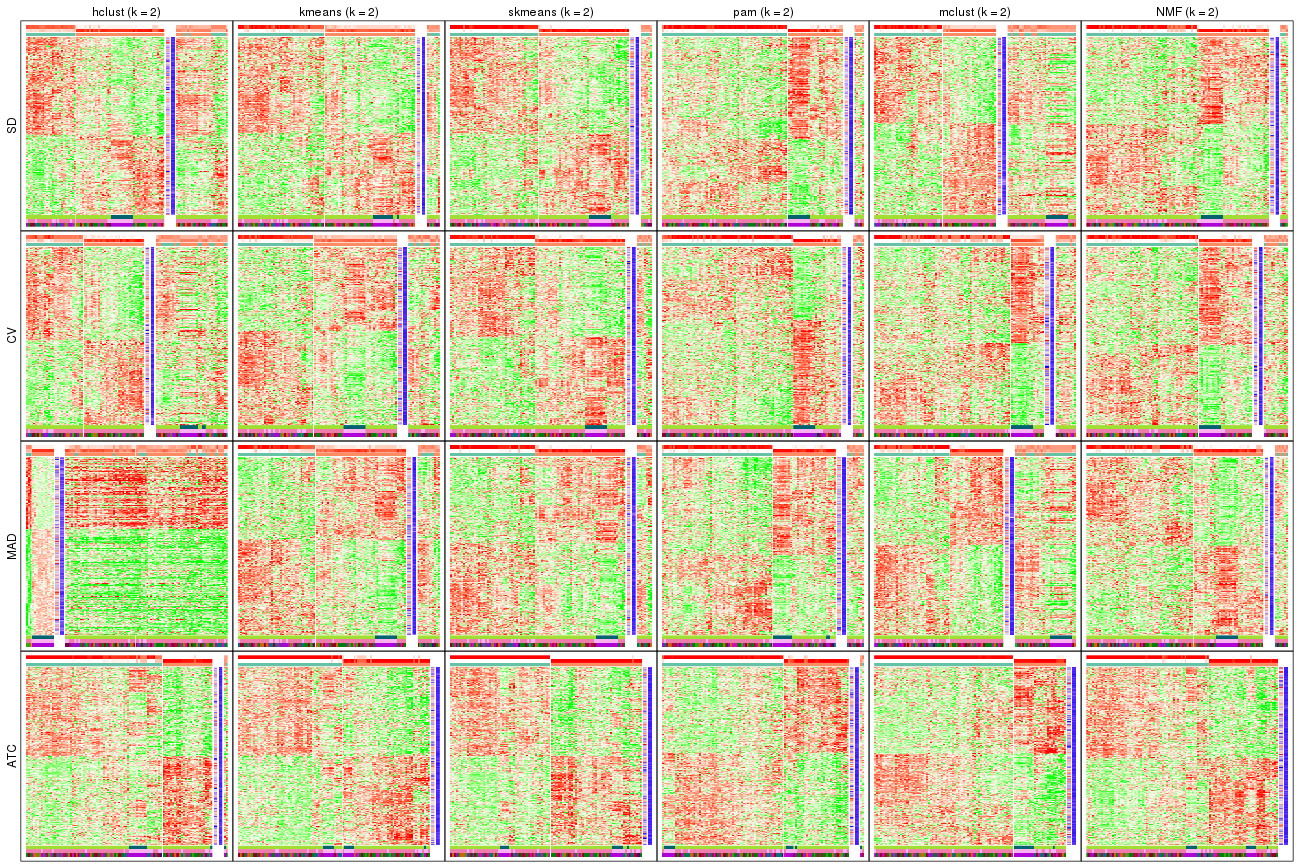 hclust (k = 2) kmeans (k = 2) skmeans (k = 2) pam (k = 2) mclust (k = 2) NMF (k = 2)
SD
CV
MAD
ATC